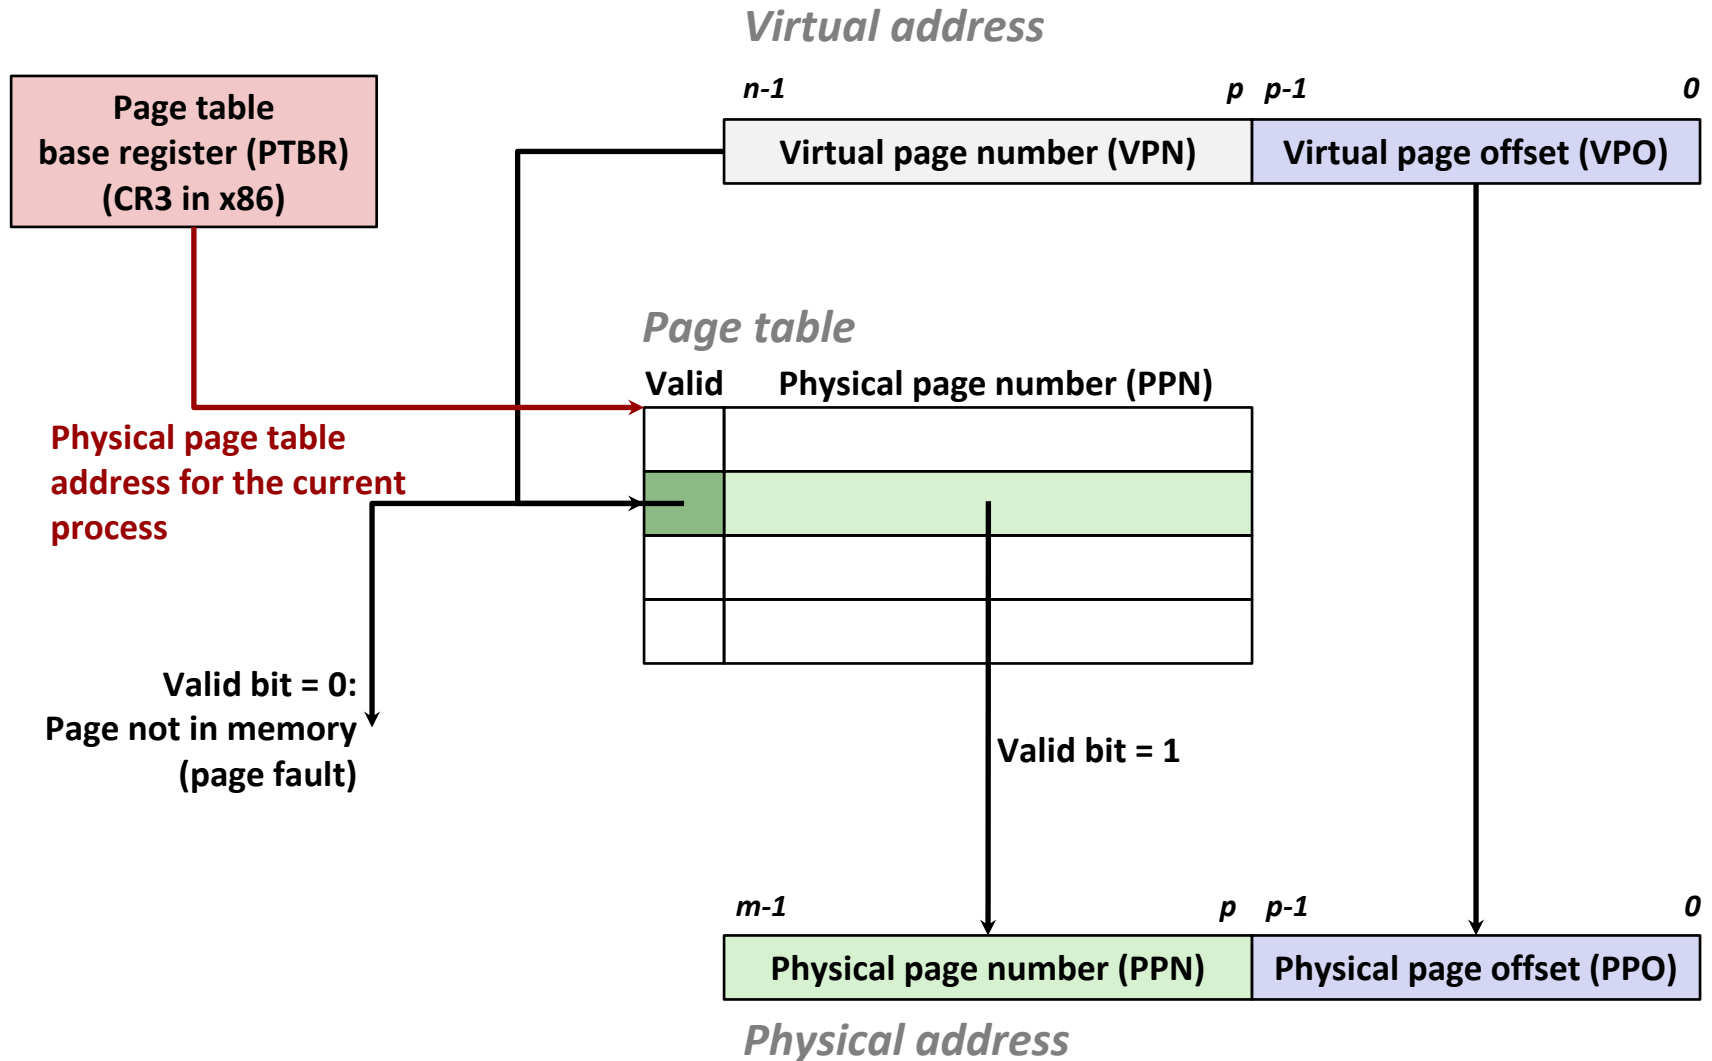 Virtual address
n-1 p p-1 0
Page table
base register (PTBR)
(CR3 in x86)
Virtual page number (VPN) Virtual page offset (VPO)
Page table
Valid Physical page number (PPN)
Physical page table
address for the current
process
Valid bit = 0:
Page not in memory
(page fault)
Valid bit = 1
m-1 p p-1 0
Physical page number (PPN) Physical page offset (PPO)
Physical address